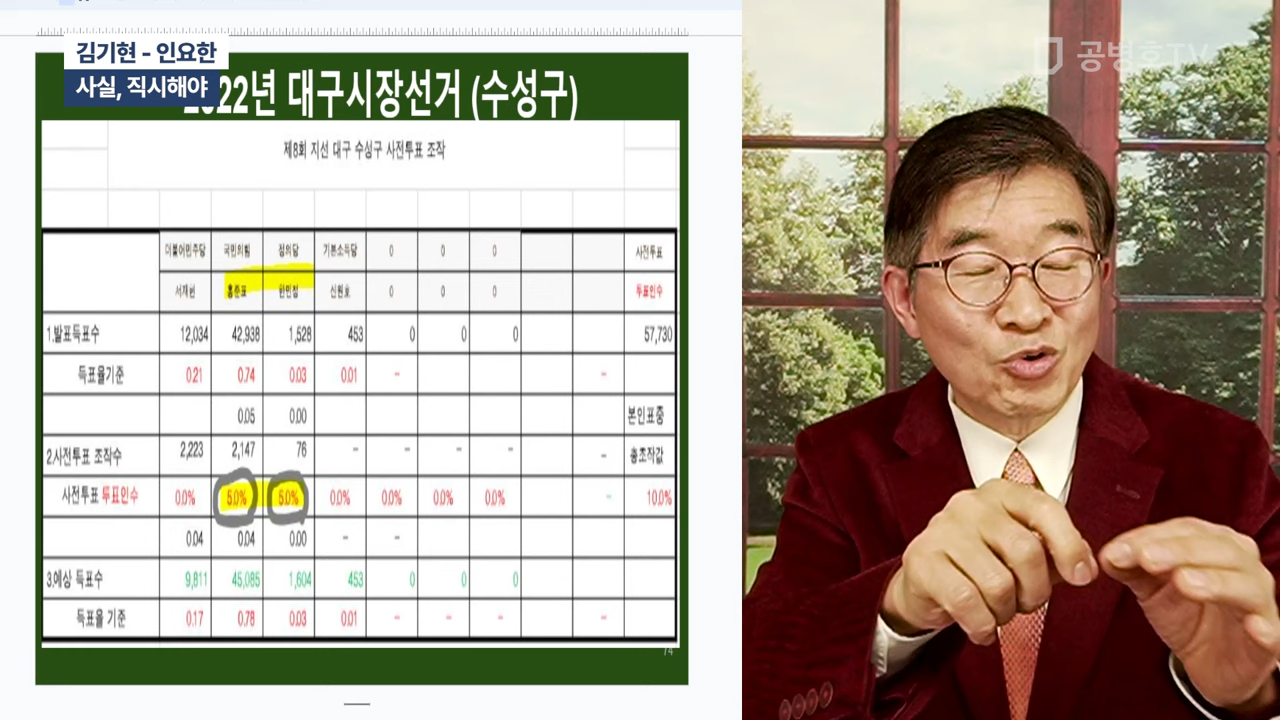 김기현 - 인요한
사실, 직시해야
공병호TV
2022년 대구시장선거 (수성구)
제8회 지선 대구 수성구 사전투표 조작
더불어민주당 국민의힘 정의당 기본소득당 0 0 0 사전투표
서재헌 홍준표 한민정 신원호 0 0 0 투표인수
1.발표득표수 12,034 42,938 1,528 453 0 0 0 57,730
득표율기준 0.21 0.74 0.03 0.01 - -
0.05 0.00 본인표중
2.사전투표 조작수 2,223 2,147 76 - - - - - 총조작값
사전투표 투표인수 0.0% 5.0% 5.0% 0.0% 0.0% 0.0% 0.0% - 10.0%
0.04 0.04 0.00 - -
3.예상 득표수 9,811 45,085 1,604 453 0 0 0
득표율 기준 0.17 0.78 0.03 0.01 - - - -
74